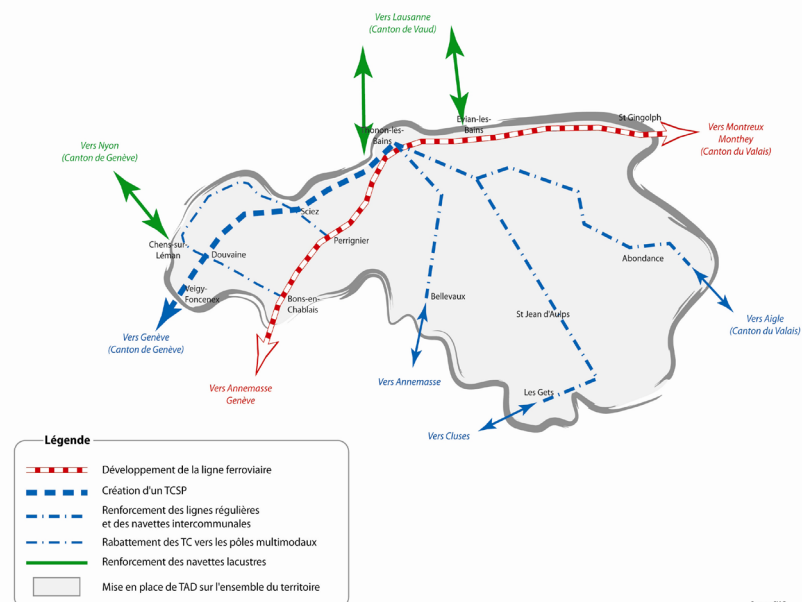 Vers Lausanne
(Canton de Vaud)
Vers Nyon
(Canton de Genève)
Thonon-les-
Bains
Evian-les-
Bains
St Gingolph
Vers Montreux
Monthey
(Canton du Valais)
Sciez
Perrignier
Chens-sur-
Léman
Douvaine
Abondance
Veigy-
Foncenex
Bons-en-
Chablais
Bellevaux
St Jean d'Aulps
Vers Aigle
(Canton du Valais)
Vers Genève
(Canton de Genève)
Vers Annemasse
Genève
Vers Annemasse
Les Gets
Vers Cluses
Légende
Développement de la ligne ferroviaire
Création d'un TCSP
Renforcement des lignes régulières
et des navettes intercommunales
Rabattement des TC vers les pôles multimodaux
Renforcement des navettes lacustres
Mise en place de TAD sur l'ensemble du territoire